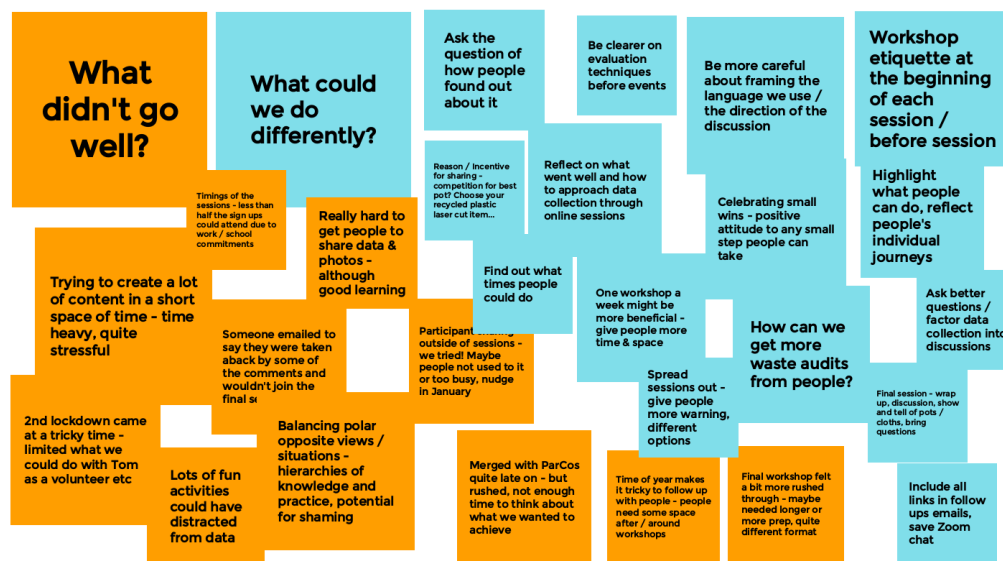 What
didn't go
well?
What could
we do
differently?
Ask the
question of
how people
found out
about it
Be clearer on
evaluation
techniques
before events
Be more careful
about framing the
language we use /
the direction of the
discussion
Workshop
etiquette at
the beginning
of each
session /
before session
Reason / Incentive
for sharing -
competition for best
pot? Choose your
recycled plastic
laser cut item...
Reflect on what
went well and how
to approach data
collection through
online sessions
Celebrating small
wins - positive
attitude to any small
step people can
take
Highlight
what people
can do, reflect
people's
individual
journeys
Timings of the
sessions - less than
half the sign ups
could attend due to
work / school
commitments
Really hard to
get people to
share data &
photos -
although
good learning
Trying to create a lot
of content in a short
space of time - time
heavy, quite
stressful
Find out what
times people
could do
One workshop a
week might be
more beneficial -
give people more
time & space
Ask better
questions /
factor data
collection into
discussions
Someone emailed to
say they were taken
aback by some of
the comments and
wouldn't join the
final
Participant
outside of sessions -
we tried! Maybe
people not used to it
or too busy, nudge
in January
How can we
get more
waste audits
from people?
Spread
sessions out -
give people
more warning,
different
options
Final session - wrap
up, discussion, show
and tell of pots /
cloths, bring
questions
2nd lockdown came
at a tricky time -
limited what we
could do with Tom
as a volunteer etc
Balancing polar
opposite views /
situations -
hierarchies of
knowledge and
practice, potential
for shaming
Lots of fun
activities
could have
distracted
from data
Merged with ParCos
quite late on - but
rushed, not enough
time to think about
what we wanted to
achieve
Time of year makes
it tricky to follow up
with people - people
need some space
after / around
workshops
Final workshop felt
a bit more rushed
through - maybe
needed longer or
more prep, quite
different format
Include all
links in follow
ups emails,
save Zoom
chat